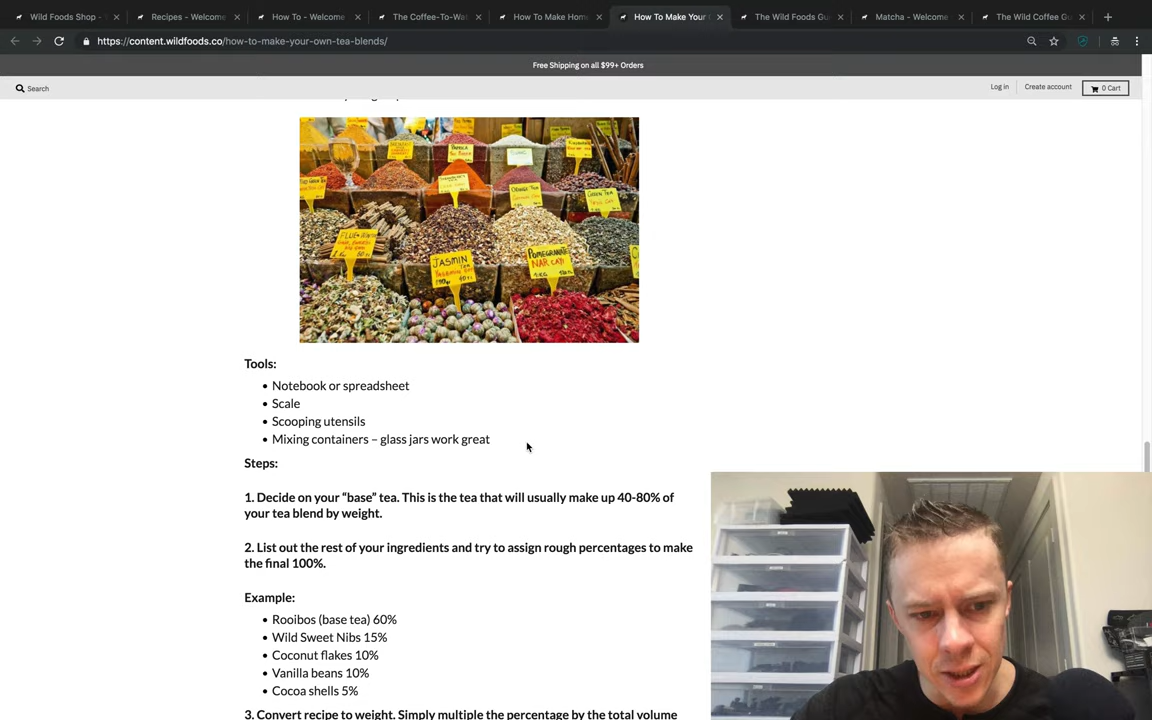 Wild Foods Shop -
Recipes - Welcome
How To - Welcome
The Coffee-To-Wa
How To Make Hom
How To Make Your
The Wild Foods Gu
Matcha - Welcome
The Wild Coffee Gu
https://content.wildfoods.co/how-to-make-your-own-tea-blends/
Free Shipping on all $99+ Orders
Search
Log in
Create account
0 Cart
JASMIN
POMEGRANATE
NAR CAYI
Tools:
• Notebook or spreadsheet
• Scale
• Scooping utensils
• Mixing containers – glass jars work great
Steps:
1. Decide on your “base” tea. This is the tea that will usually make up 40-80% of
your tea blend by weight.
2. List out the rest of your ingredients and try to assign rough percentages to make
the final 100%.
Example:
• Rooibos (base tea) 60%
• Wild Sweet Nibs 15%
• Coconut flakes 10%
• Vanilla beans 10%
• Cocoa shells 5%
3. Convert recipe to weight. Simply multiple the percentage by the total volume